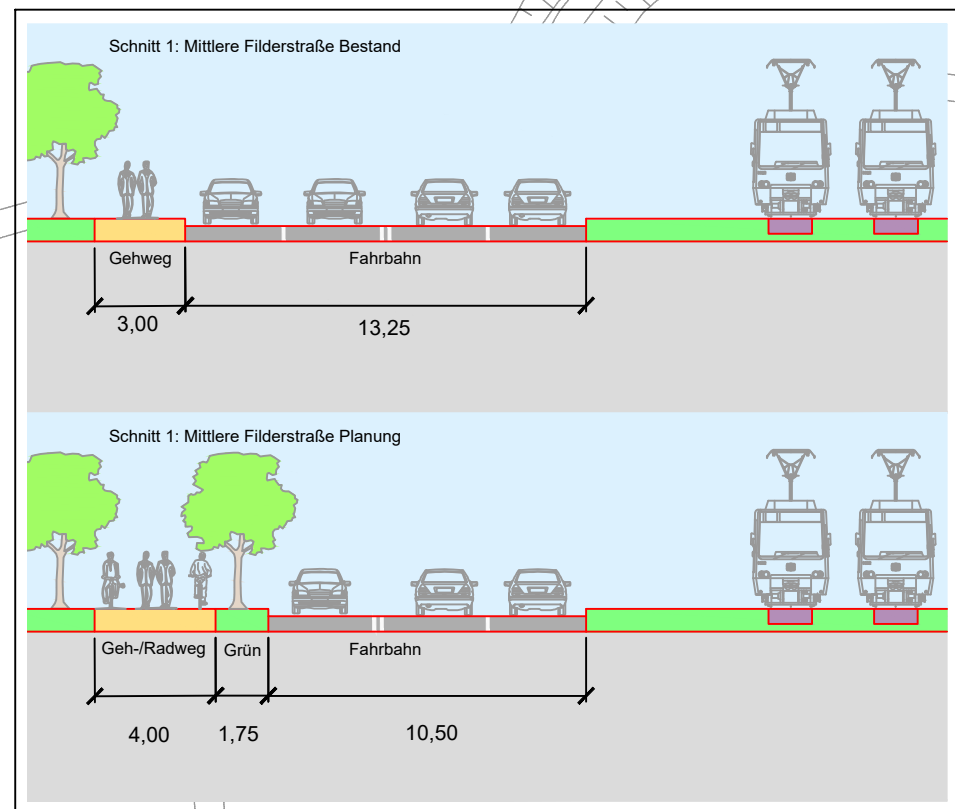 Schnitt 1: Mittlere Filderstraße Bestand
Gehweg
Fahrbahn
3,00
13,25
Schnitt 1: Mittlere Filderstraße Planung
Geh-/Radweg
Grün
Fahrbahn
4,00
1,75
10,50